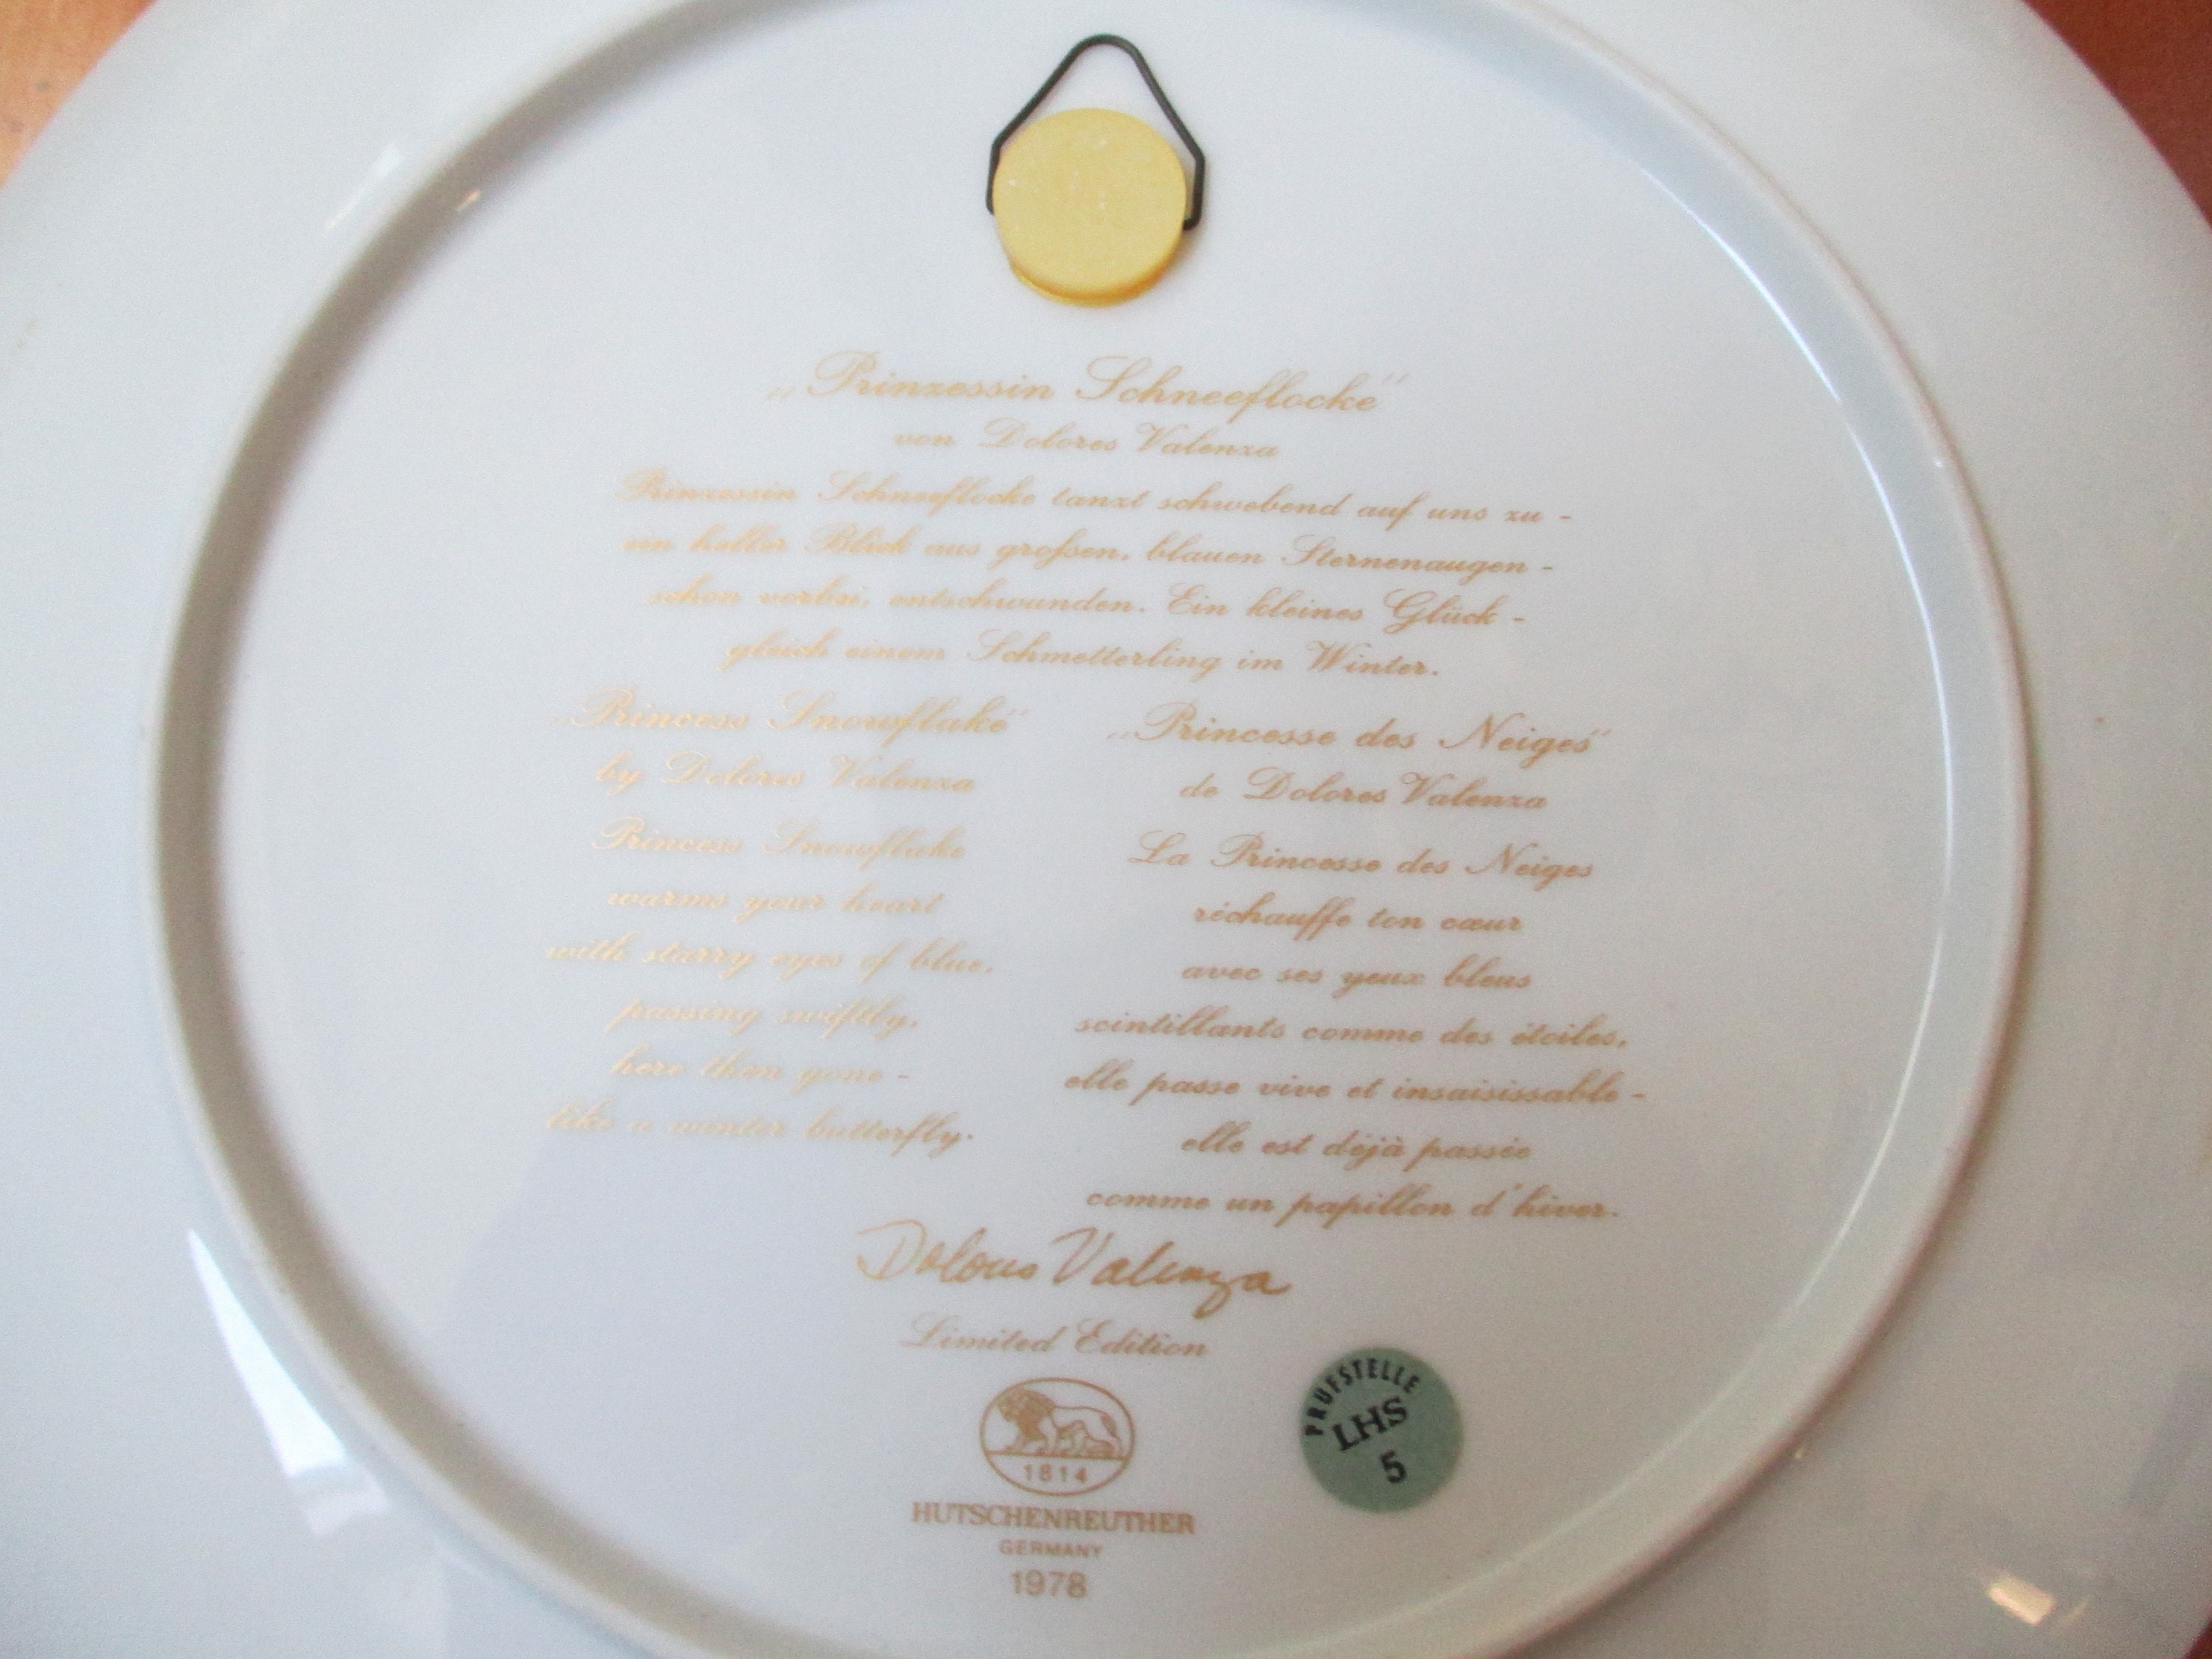 „Prinzessin Schneeflocke“
von Dolores Valenza
Prinzessin Schneeflocke tanzt schwebend auf uns zu -
ein heller Blick aus großen, blauen Sternenaugen -
schon vorbei, entschwunden. Ein kleines Glück -
gleich einem Schmetterling im Winter.
„Princess Snowflake“
by Dolores Valenza
Princess Snowflake
warms your heart
with starry eyes of blue,
passing swiftly,
here then gone -
like a winter butterfly.
„Princesse des Neiges“
de Dolores Valenza
La Princesse des Neiges
réchauffe ton cœur
avec ses yeux bleus
scintillants comme des étoiles,
elle passe vive et insaisissable -
elle est déjà passée
comme un papillon d'hiver.
Dolores Valenza
Limited Edition
1814
HUTSCHENREUTHER
GERMANY
1978
PRÜFSTELLE
LHS
5